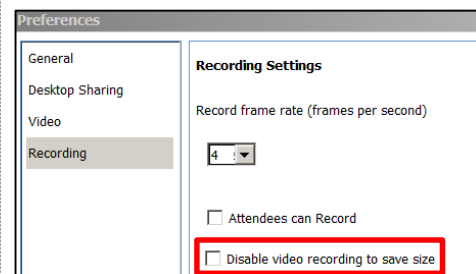 Preferences
General
Desktop Sharing
Video
Recording
Recording Settings
Record frame rate (frames per second)
4
Attendees can Record
Disable video recording to save size